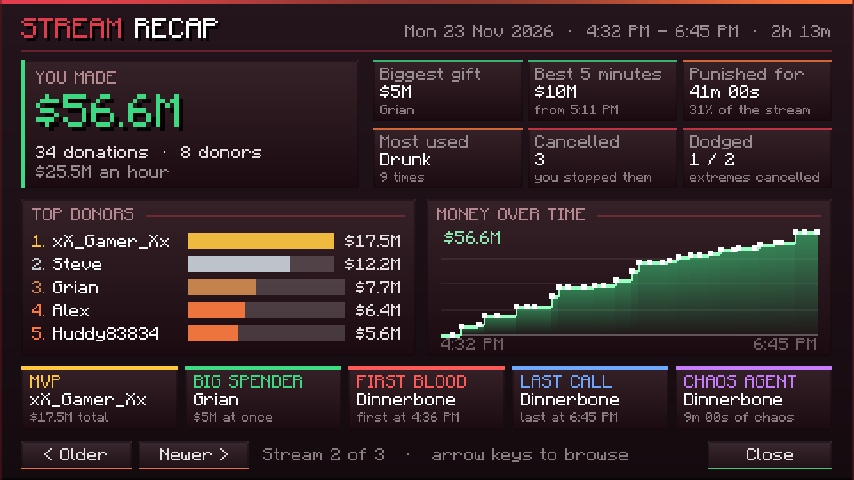 STREAM RECAP
Mon 23 Nov 2026 · 4:32 PM – 6:45 PM · 2h 13m
YOU MADE
$56.6M
34 donations · 8 donors
$25.5M an hour
Biggest gift
$5M
Grian
Best 5 minutes
$10M
from 5:11 PM
Punished for
41m 00s
31% of the stream
Most used
Drunk
9 times
Cancelled
3
you stopped them
Dodged
1 / 2
extremes cancelled
TOP DONORS
1. xX_Gamer_Xx $17.5M
2. Steve $12.2M
3. Grian $7.7M
4. Alex $6.4M
5. Huddy83834 $5.6M
MONEY OVER TIME
$56.6M
4:32 PM 6:45 PM
MVP
xX_Gamer_Xx
$17.5M total
BIG SPENDER
Grian
$5M at once
FIRST BLOOD
Dinnerbone
first at 4:36 PM
LAST CALL
Dinnerbone
last at 6:45 PM
CHAOS AGENT
Dinnerbone
9m 00s of chaos
< Older
Newer >
Stream 2 of 3 · arrow keys to browse
Close